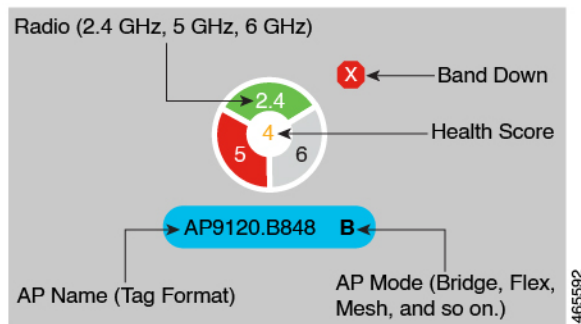 Radio (2.4 GHz, 5 GHz, 6 GHz)
X
Band Down
2.4
4
Health Score
5
6
AP9120.B848 B
AP Name (Tag Format)
AP Mode (Bridge, Flex,
Mesh, and so on.)
465592